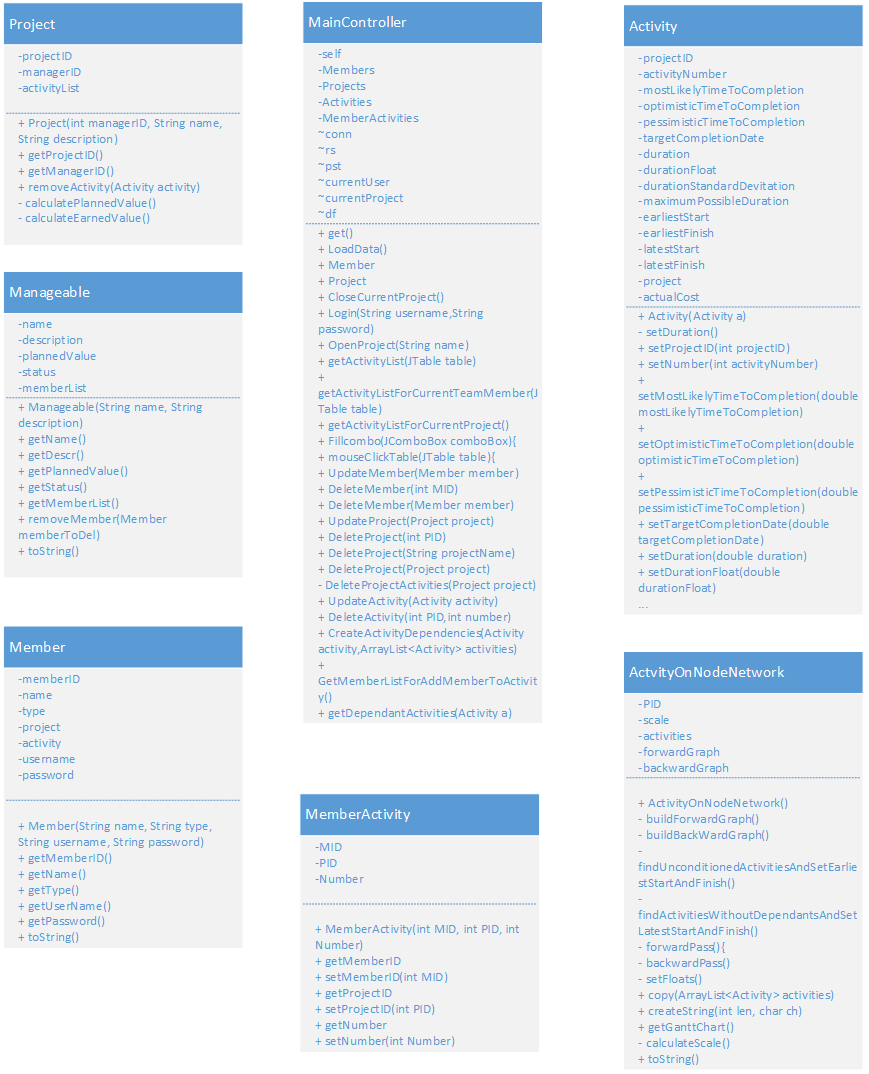 Project
-projectID
-managerID
-activityList
+ Project(int managerID, String name,
String description)
+ getProjectID()
+ getManagerID()
+ removeActivity(Activity activity)
- calculatePlannedValue()
- calculateEarnedValue()
Manageable
-name
-description
-plannedValue
-status
-memberList
+ Manageable(String name, String
description)
+ getName()
+ getDescr()
+ getPlannedValue()
+ getStatus()
+ getMemberList()
+ removeMember(Member
memberToDel)
+ toString()
Member
-memberID
-name
-type
-project
-activity
-username
-password
+ Member(String name, String type,
String username, String password)
+ getMemberID()
+ getName()
+ getType()
+ getUserName()
+ getPassword()
+ toString()
MainController
-self
-Members
-Projects
-Activities
-MemberActivities
~conn
~rs
~pst
~currentUser
~currentProject
~df
+ get()
+ LoadData()
+ Member
+ Project
+ CloseCurrentProject()
+ Login(String username,String
password)
+ OpenProject(String name)
+ getActivityList(JTable table)
+
getActivityListForCurrentTeamMember(J
Table table)
+ getActivityListForCurrentProject()
+ Fillcombo(JComboBox comboBox){
+ mouseClickTable(JTable table){
+ UpdateMember(Member member)
+ DeleteMember(int MID)
+ DeleteMember(Member member)
+ UpdateProject(Project project)
+ DeleteProject(int PID)
+ DeleteProject(String projectName)
+ DeleteProject(Project project)
- DeleteProjectActivities(Project project)
+ UpdateActivity(Activity activity)
+ DeleteActivity(int PID,int number)
+ CreateActivityDependencies(Activity
activity,ArrayList<Activity> activities)
+
GetMemberListForAddMemberToActivit
y()
+ getDependantActivities(Activity a)
MemberActivity
-MID
-PID
-Number
+ MemberActivity(int MID, int PID, int
Number)
+ getMemberID
+ setMemberID(int MID)
+ getProjectID
+ setProjectID(int PID)
+ getNumber
+ setNumber(int Number)
Activity
-projectID
-activityNumber
-mostLikelyTimeToCompletion
-optimisticTimeToCompletion
-pessimisticTimeToCompletion
-targetCompletionDate
-duration
-durationFloat
-durationStandardDevitation
-maximumPossibleDuration
-earliestStart
-earliestFinish
-latestStart
-latestFinish
-project
-actualCost
+ Activity(Activity a)
- setDuration()
+ setProjectID(int projectID)
+ setNumber(int activityNumber)
+
setMostLikelyTimeToCompletion(double
mostLikelyTimeToCompletion)
+
setOptimisticTimeToCompletion(double
optimisticTimeToCompletion)
+
setPessimisticTimeToCompletion(double
pessimisticTimeToCompletion)
+ setTargetCompletionDate(double
targetCompletionDate)
+ setDuration(double duration)
+ setDurationFloat(double
durationFloat)
...
ActvityOnNodeNetwork
-PID
-scale
-activities
-forwardGraph
-backwardGraph
+ ActivityOnNodeNetwork()
- buildForwardGraph()
- buildBackWardGraph()
-
findUnconditionedActivitiesAndSetEarlie
stStartAndFinish()
-
findActivitiesWithoutDependantsAndSet
LatestStartAndFinish()
- forwardPass(){
- backwardPass()
- setFloats()
+ copy(ArrayList<Activity> activities)
+ createString(int len, char ch)
+ getGanttChart()
- calculateScale()
+ toString()